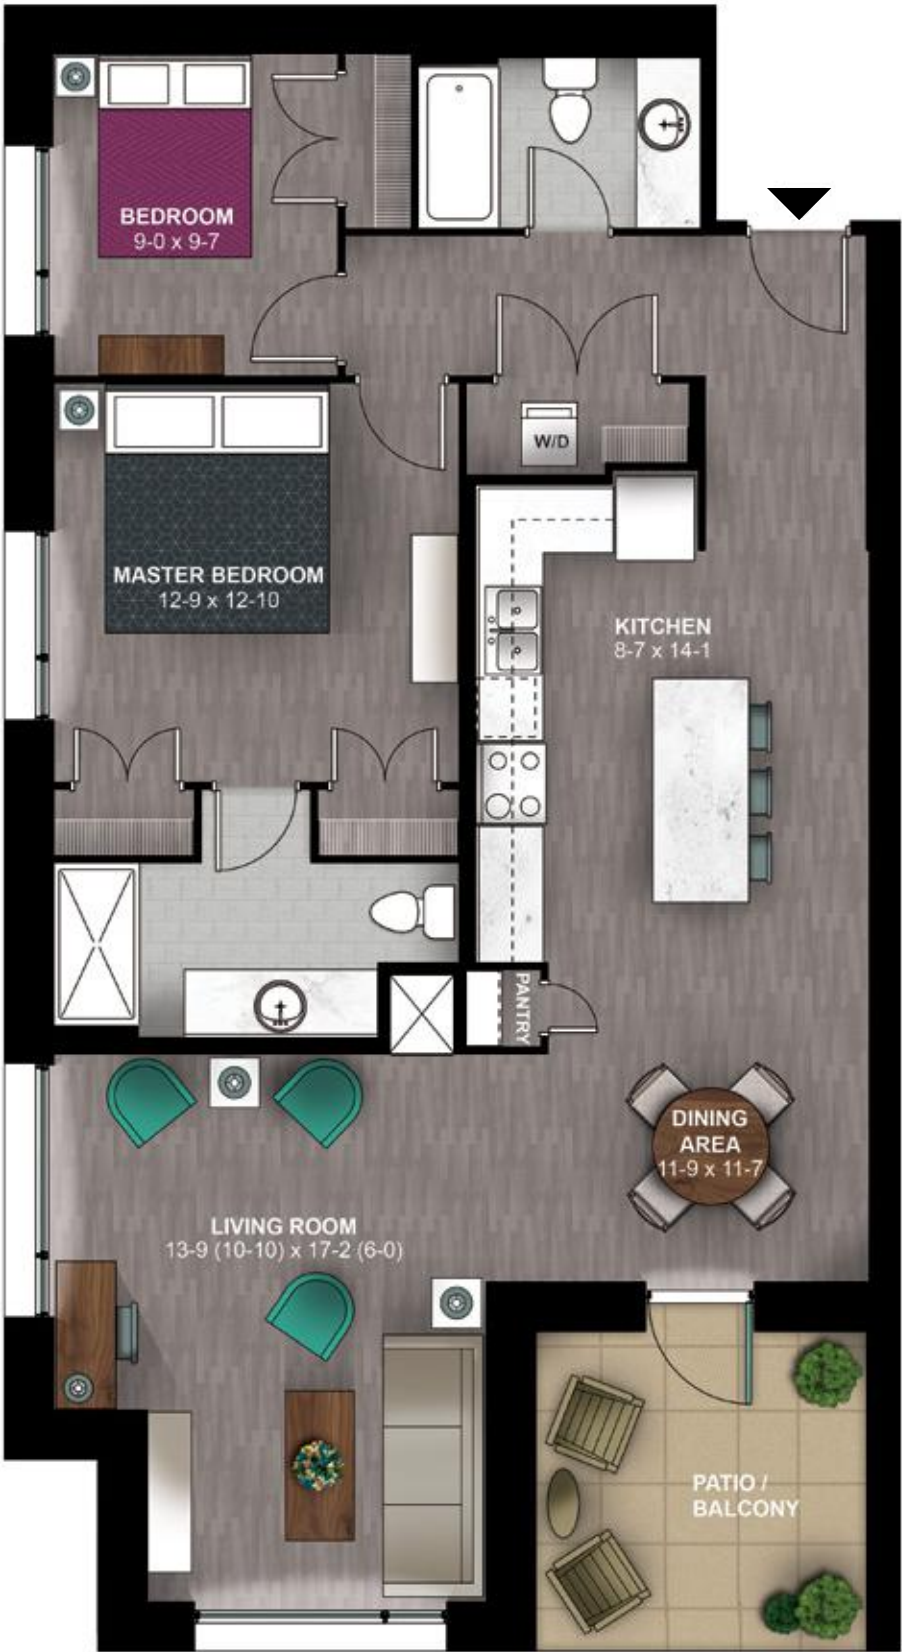 BEDROOM
9-0 x 9-7
W/D
MASTER BEDROOM
12-9 x 12-10
KITCHEN
8-7 x 14-1
PANTRY
DINING
AREA
11-9 x 11-7
LIVING ROOM
13-9 (10-10) x 17-2 (6-0)
PATIO /
BALCONY